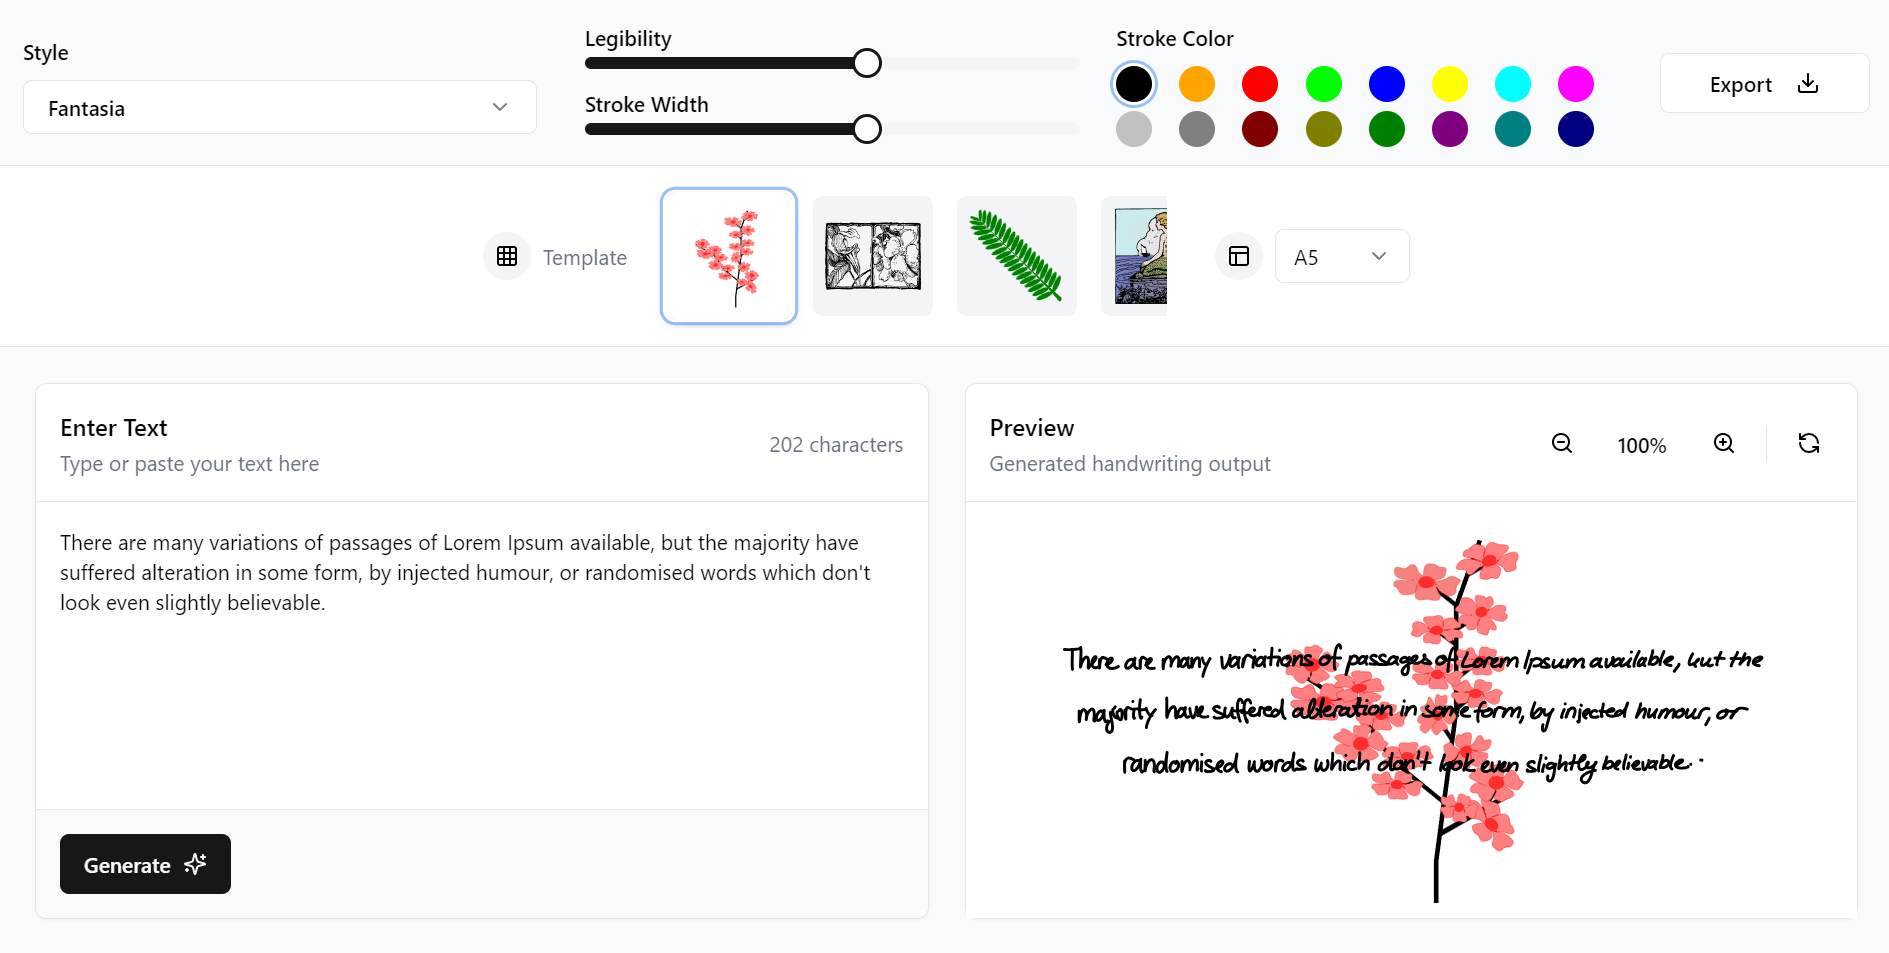 Style
Fantasia
Legibility
Stroke Width
Stroke Color
Export
Template
A5
Enter Text
Type or paste your text here
202 characters
There are many variations of passages of Lorem Ipsum available, but the majority have
suffered alteration in some form, by injected humour, or randomised words which don't
look even slightly believable.
Generate
Preview
Generated handwriting output
100%
There are many variations of passages of Lorem Ipsum available, but the
majority have suffered alteration in some form, by injected humour, or
randomised words which don't look even slightly believable.